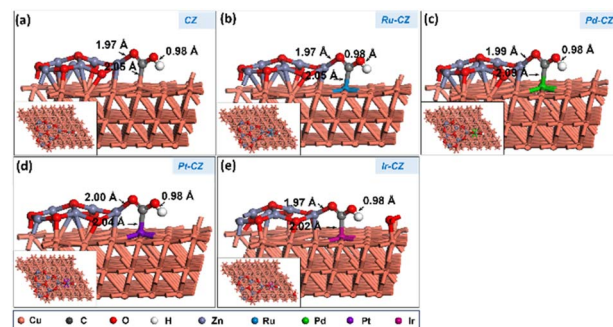 (a) CZ
1.97 Å
0.98 Å
2.05 Å
(b) Ru-CZ
1.97 Å
0.98 Å
2.05 Å
(c) Pd-CZ
1.99 Å
0.98 Å
2.09 Å
(d) Pt-CZ
2.00 Å
0.98 Å
2.04 Å
(e) Ir-CZ
1.97 Å
0.98 Å
2.02 Å
Cu C O H Zn Ru Pd Pt Ir